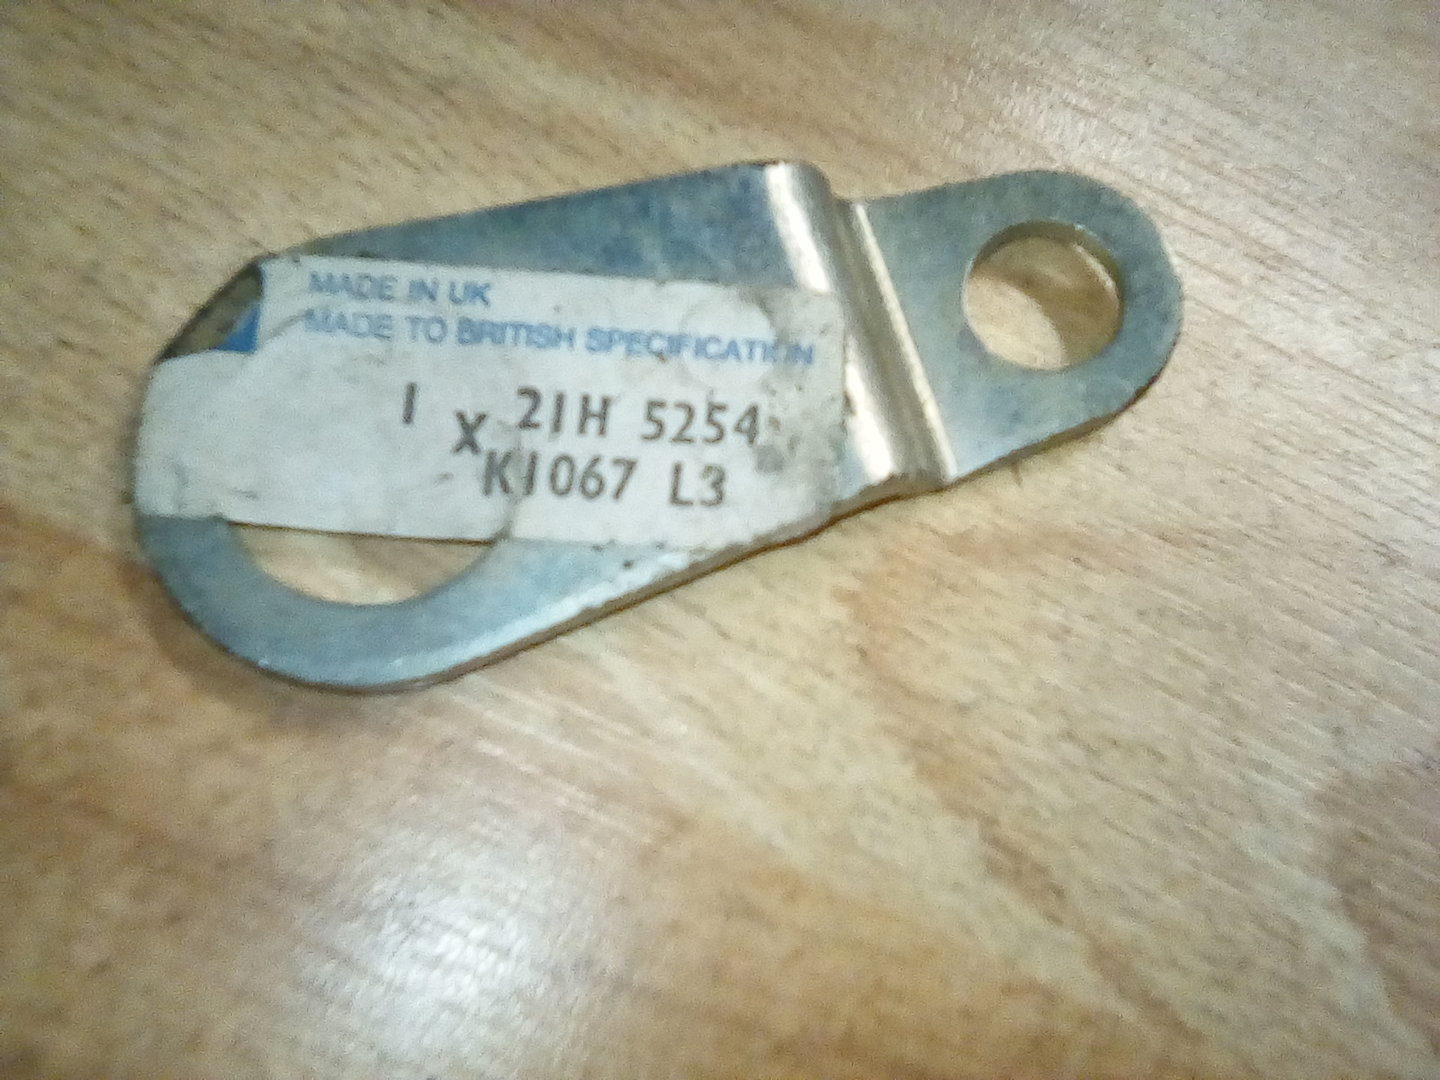 MADE IN UK
MADE TO BRITISH SPECIFICATION
1 X 21H 5254
K1067 L3